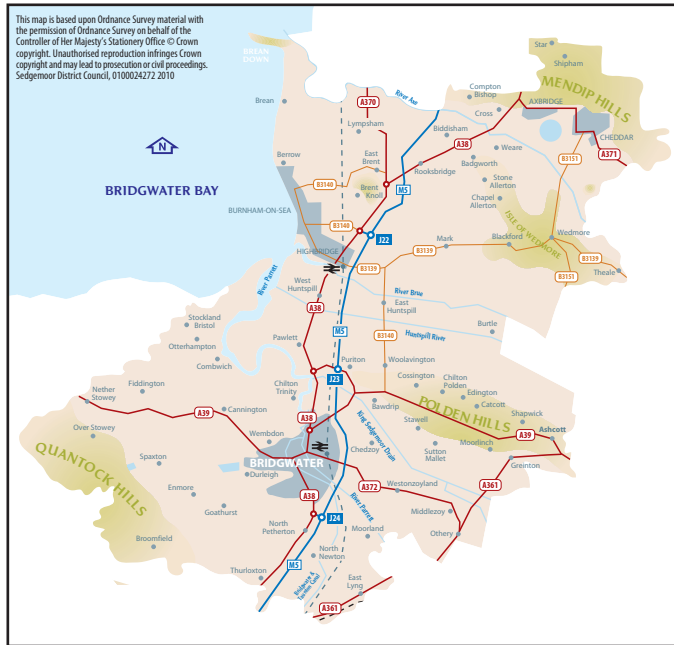 This map is based upon Ordnance Survey material with
the permission of Ordnance Survey on behalf of the
Controller of Her Majesty's Stationery Office © Crown
copyright. Unauthorised reproduction infringes Crown
copyright and may lead to prosecution or civil proceedings.
Sedgemoor District Council, 0100024272 2010
BREAN
DOWN
Star
Shipham
MENDIP HILLS
Compton
Bishop
Cross
AXBRIDGE
CHEDDAR
A371
B3151
River Axe
A370
Brean
Lympsham
Biddisham
A38
Weare
N
BRIDGWATER BAY
Berrow
East
Brent
Rooksbridge
Badgworth
Stone
Allerton
Chapel
Allerton
B3140
Brent
Knoll
M5
BURNHAM-ON-SEA
B3140
J22
ISLE OF WEDMORE
Wedmore
Mark
Blackford
B3139
B3139
B3151
Theale
HIGHBRIDGE
B3139
River Parrett
West
Huntspill
River Brue
East
Huntspill
A38
M5
Huntspill River
Burtle
Stockland
Bristol
Otterhampton
Combwich
Pawlett
B3140
Puriton
Woolavington
J23
Cossington
Chilton
Polden
Edington
Catcott
Nether
Stowey
Fiddington
Chilton
Trinity
Cannington
A39
A38
Bawdrip
POLDEN HILLS
Shapwick
Ashcott
Stawell
A39
Over Stowey
Wembdon
King Sedgemoor Drain
Moorlinch
Sutton
Mallet
Chedzoy
QUANTOCK HILLS
Spaxton
BRIDGWATER
Greinton
Durleigh
A372
Westonzoyland
A361
Enmore
A38
River Parrett
Goathurst
J24
Middlezoy
North
Petherton
Moorland
Othery
Broomfield
North
Newton
M5
Thurloxton
Bridgwater &
Taunton Canal
East
Lyng
A361